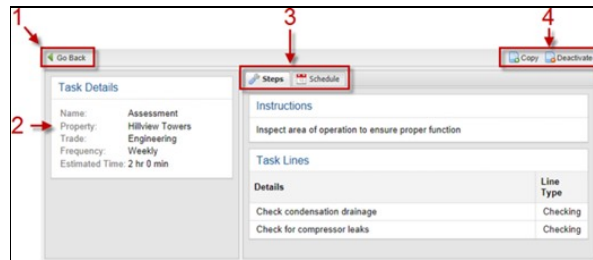 1
3
4
Go Back
Copy Deactivate
Steps Schedule
Task Details
2
Name: Assessment
Property: Hillview Towers
Trade: Engineering
Frequency: Weekly
Estimated Time: 2 hr 0 min
Instructions
Inspect area of operation to ensure proper function
Task Lines
Details Line Type
Check condensation drainage Checking
Check for compressor leaks Checking